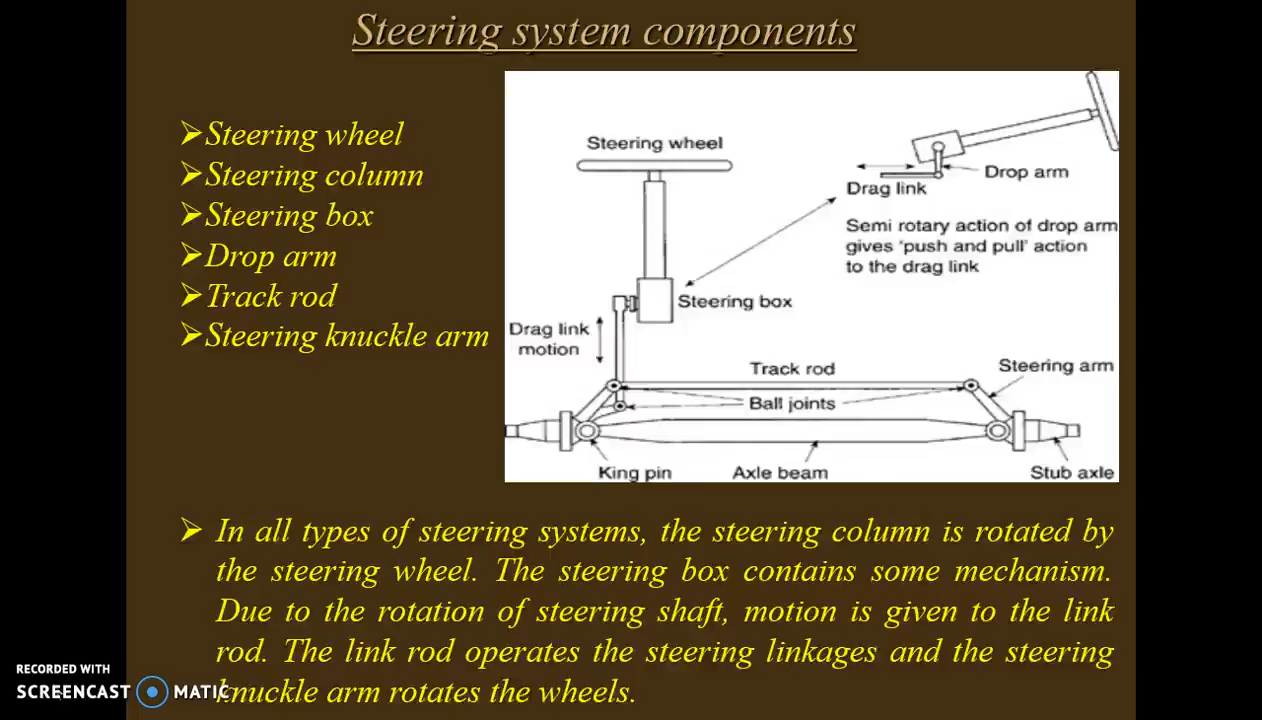 Steering system components
➢Steering wheel
➢Steering column
➢Steering box
➢Drop arm
➢Track rod
➢Steering knuckle arm
Steering wheel
Drop arm
Drag link
Semi rotary action of drop arm
gives 'push and pull' action
to the drag link
Steering box
Drag link
motion
Track rod
Steering arm
Ball joints
King pin
Axle beam
Stub axle
➢ In all types of steering systems, the steering column is rotated by
the steering wheel. The steering box contains some mechanism.
Due to the rotation of steering shaft, motion is given to the link
rod. The link rod operates the steering linkages and the steering
knuckle arm rotates the wheels.
RECORDED WITH
SCREENCAST MATIC